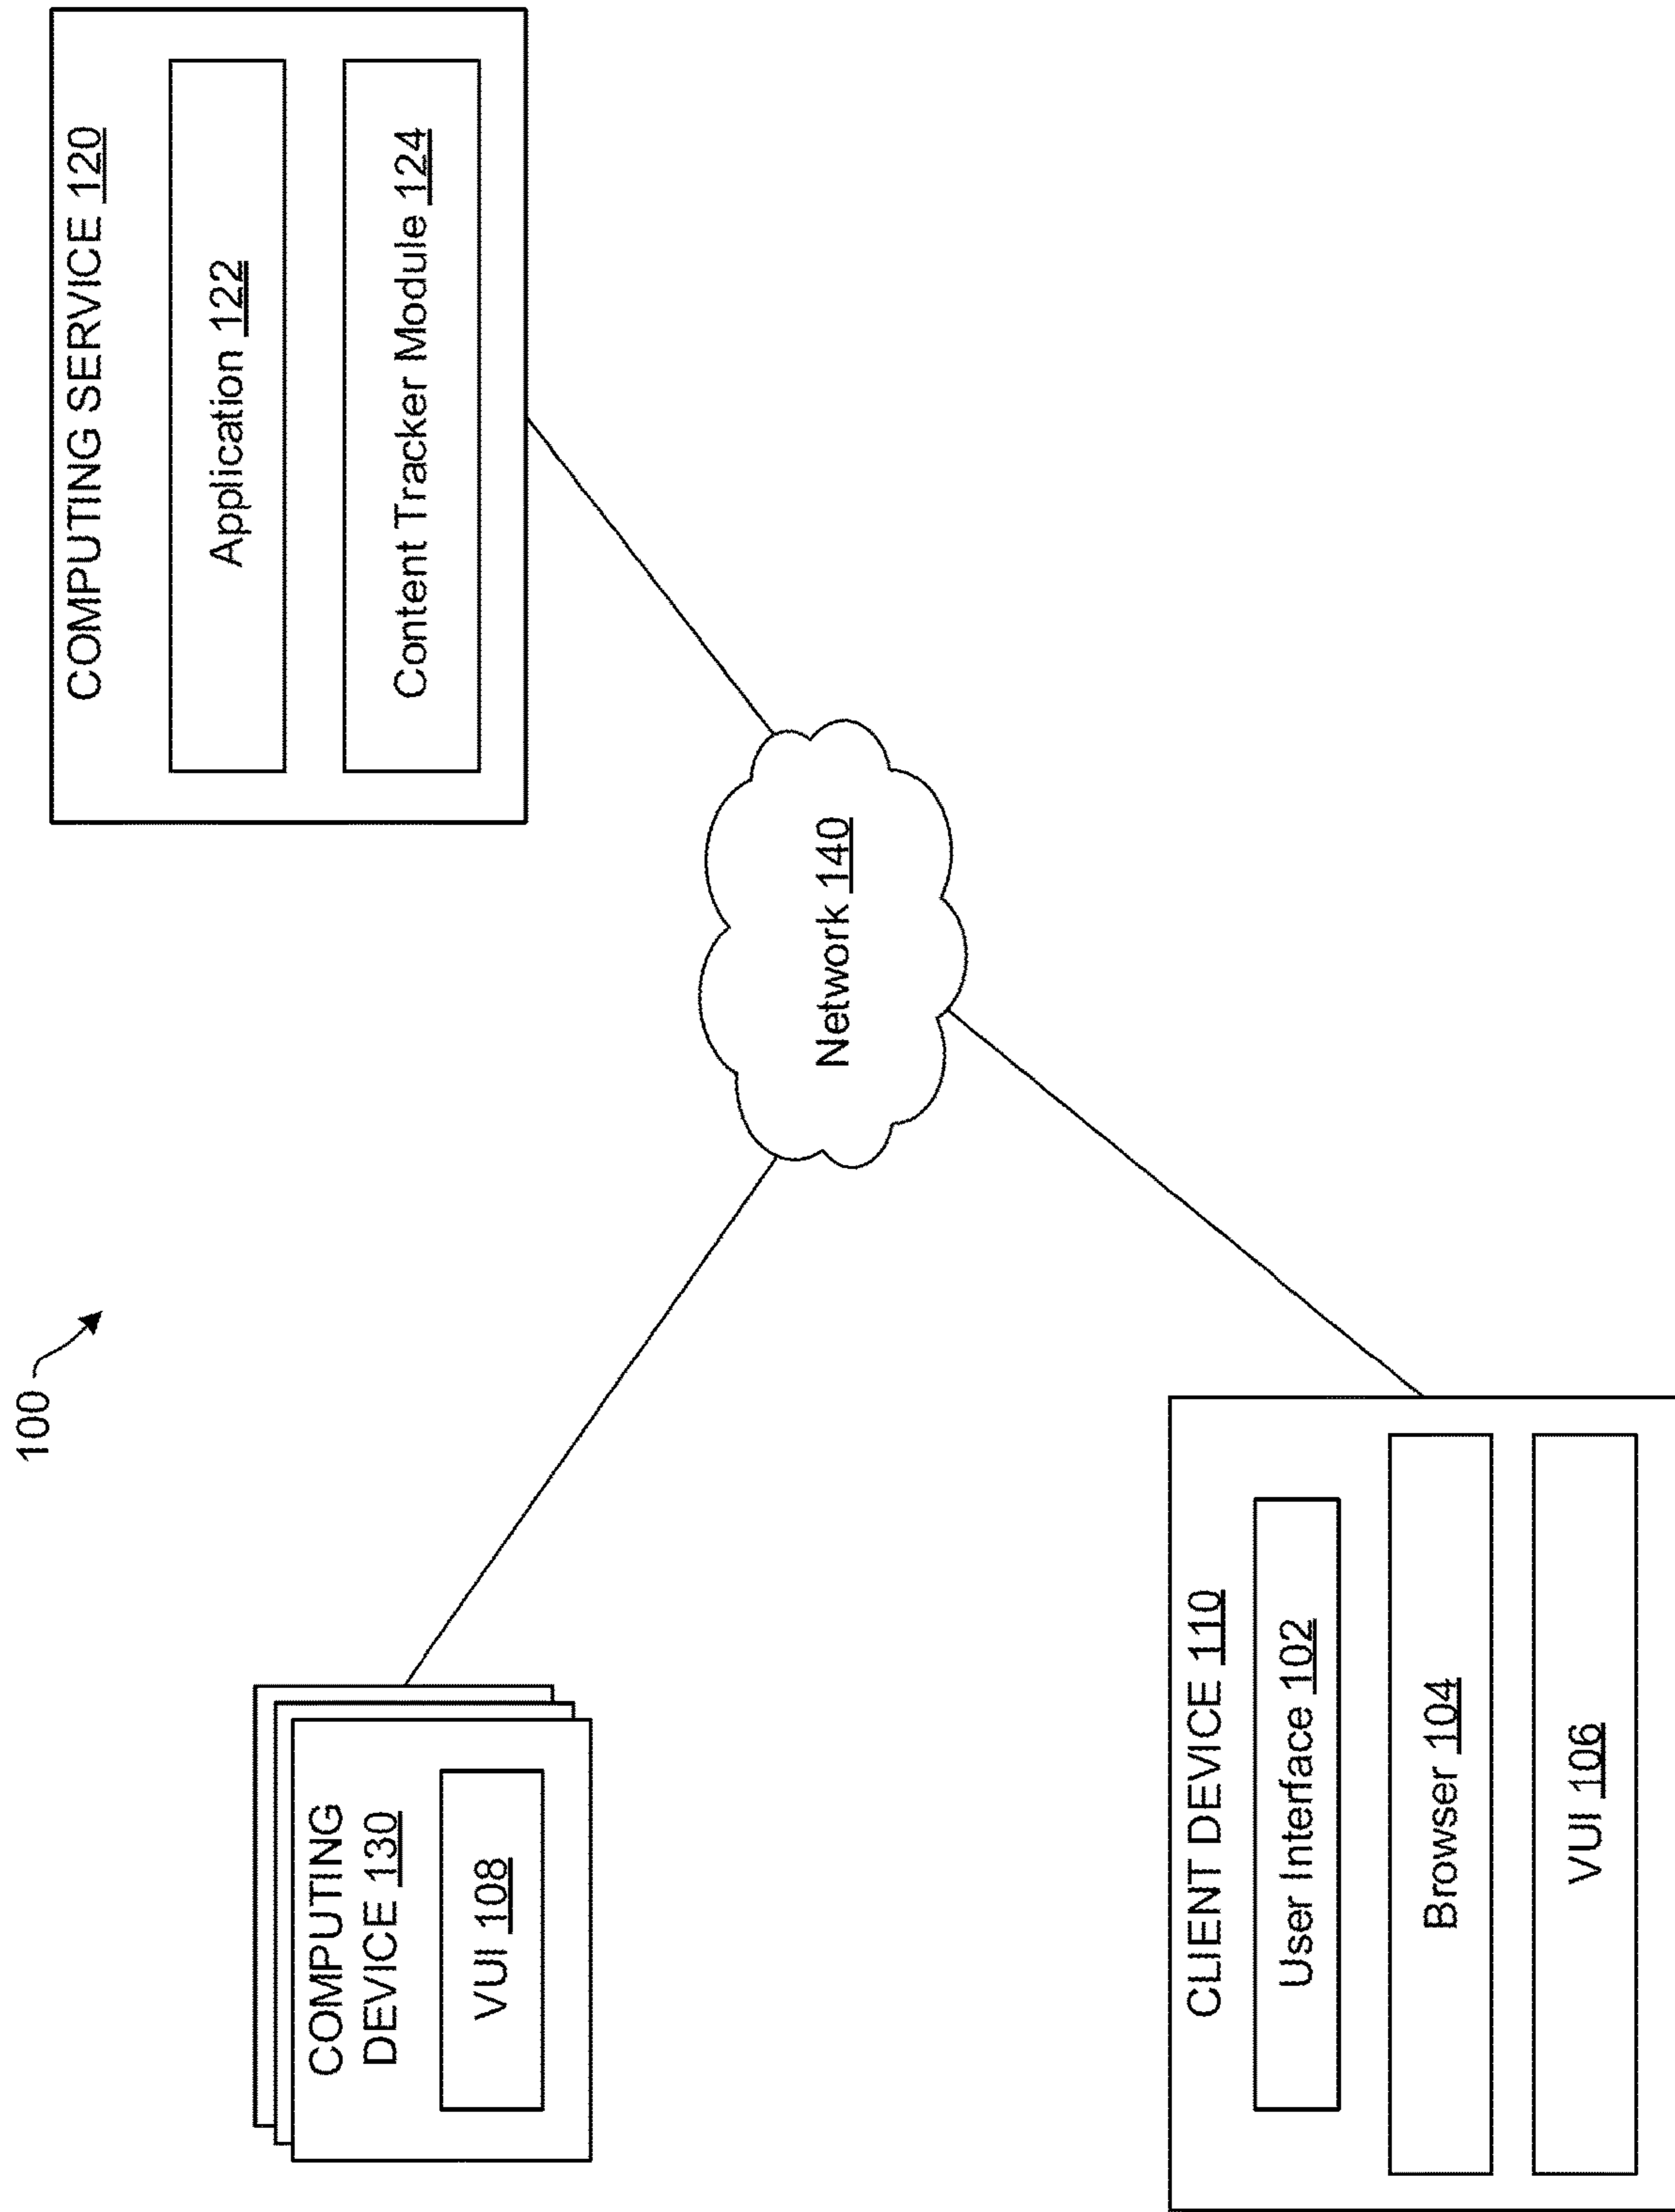 100
COMPUTING
DEVICE 130
VUI 108
COMPUTING SERVICE 120
Application 122
Content Tracker Module 124
Network 140
CLIENT DEVICE 110
User Interface 102
Browser 104
VUI 106